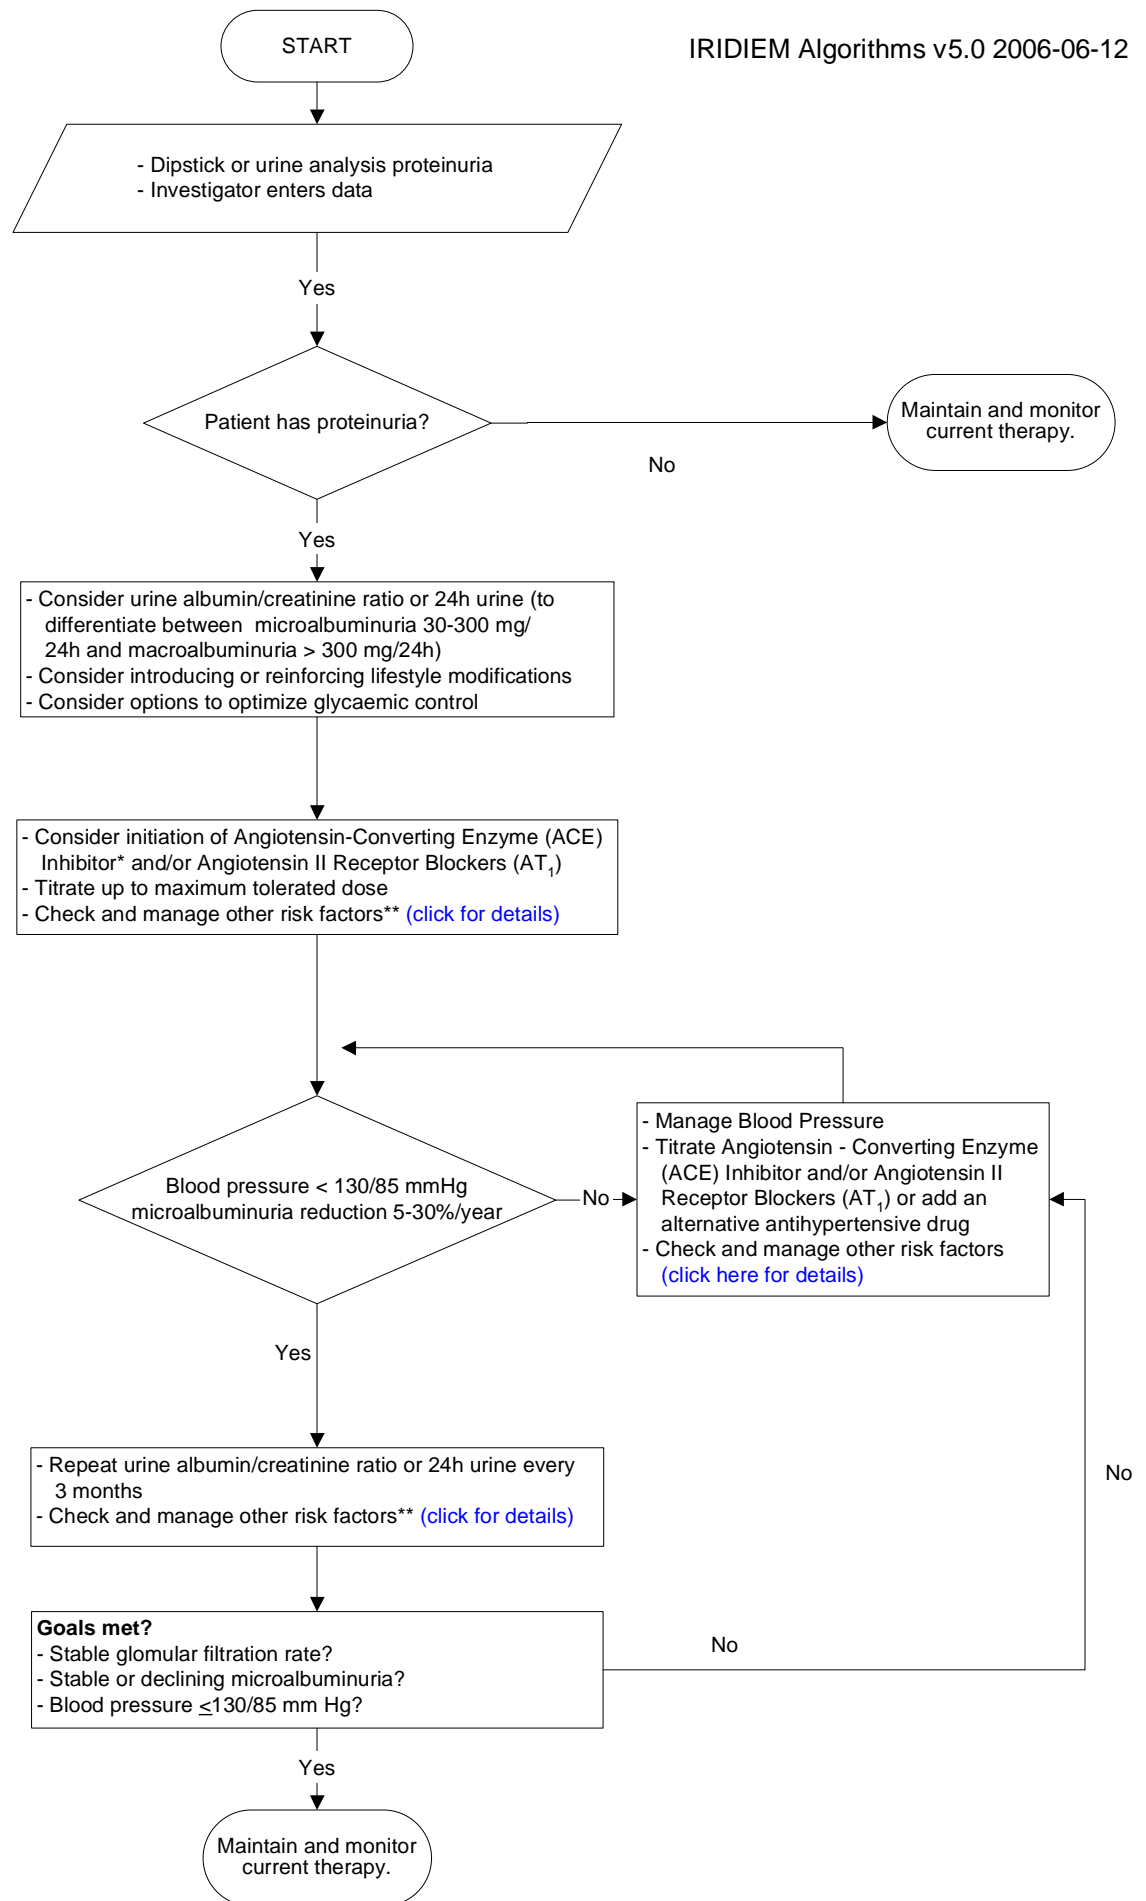 START
IRIDIEM Algorithms v5.0 2006-06-12
- Dipstick or urine analysis proteinuria
- Investigator enters data
Yes
Patient has proteinuria?
Maintain and monitor
current therapy.
No
Yes
- Consider urine albumin/creatinine ratio or 24h urine (to
differentiate between microalbuminuria 30-300 mg/
24h and macroalbuminuria > 300 mg/24h)
- Consider introducing or reinforcing lifestyle modifications
- Consider options to optimize glycaemic control
- Consider initiation of Angiotensin-Converting Enzyme (ACE)
Inhibitor* and/or Angiotensin II Receptor Blockers (AT1)
- Titrate up to maximum tolerated dose
- Check and manage other risk factors** (click for details)
Blood pressure < 130/85 mmHg
microalbuminuria reduction 5-30%/year
No
- Manage Blood Pressure
- Titrate Angiotensin - Converting Enzyme
(ACE) Inhibitor and/or Angiotensin II
Receptor Blockers (AT1) or add an
alternative antihypertensive drug
- Check and manage other risk factors
(click here for details)
Yes
- Repeat urine albumin/creatinine ratio or 24h urine every
3 months
- Check and manage other risk factors** (click for details)
No
Goals met?
- Stable glomular filtration rate?
- Stable or declining microalbuminuria?
- Blood pressure ≤130/85 mm Hg?
No
Yes
Maintain and monitor
current therapy.